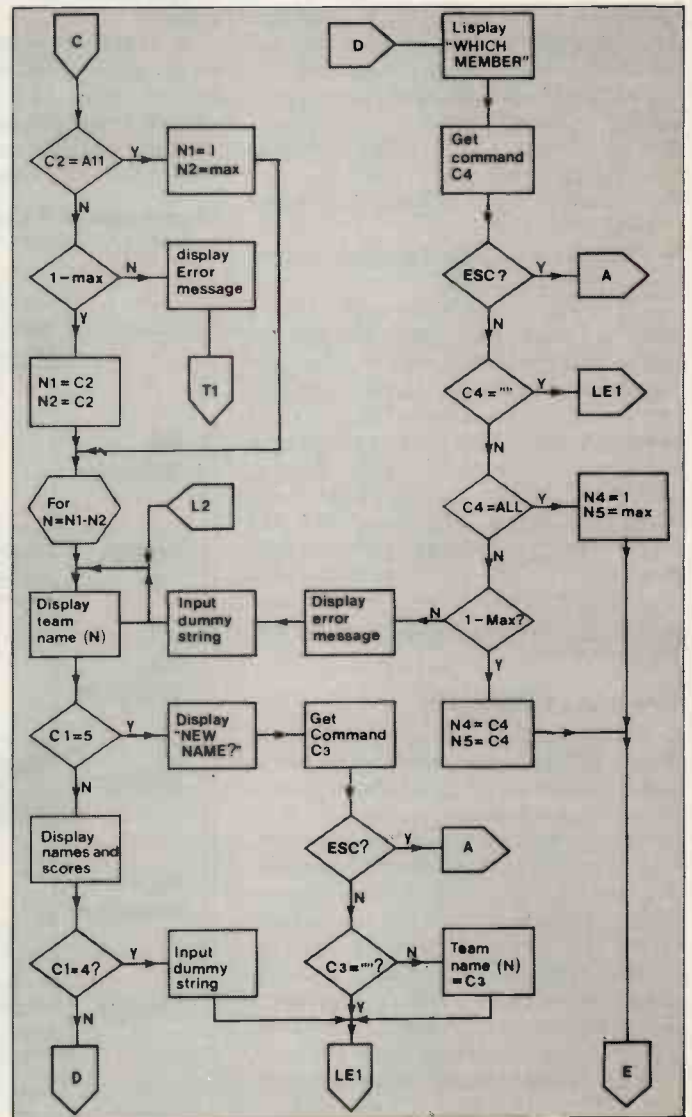 C
C2 = A11
Y
N1= I
N2=max
N
1-max
N
display
Error
message
Y
T1
N1 = C2
N2 = C2
For
N=N1-N2
L2
Display
team
name (N)
Input
dummy
string
Display
error
message
C1=5
Y
Display
"NEW
NAME?"
Get
Command
C3
N
Display
names and
scores
ESC?
Y
A
N
C1=4?
Y
Input
dummy
string
C3=""?
N
Team
name (N)
= C3
N
Y
D
LE1
D
Lisplay
"WHICH
MEMBER"
Get
command
C4
ESC?
Y
A
N
C4 = ""
Y
LE1
N
C4=ALL
Y
N4= 1
N5= max
N
1-Max?
N
Y
N4= C4
N5= C4
E